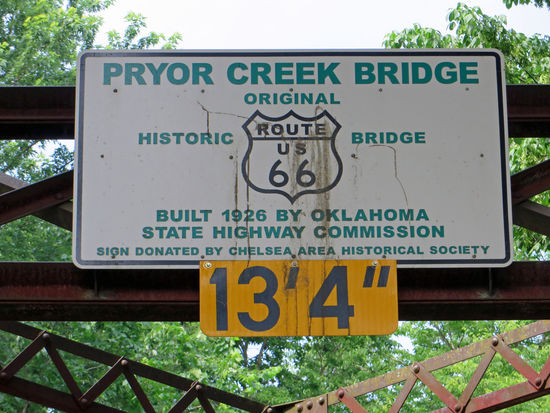 PRYOR CREEK BRIDGE
ORIGINAL
HISTORIC ROUTE US 66 BRIDGE
BUILT 1926 BY OKLAHOMA
STATE HIGHWAY COMMISSION
SIGN DONATED BY CHELSEA AREA HISTORICAL SOCIETY
13'4"